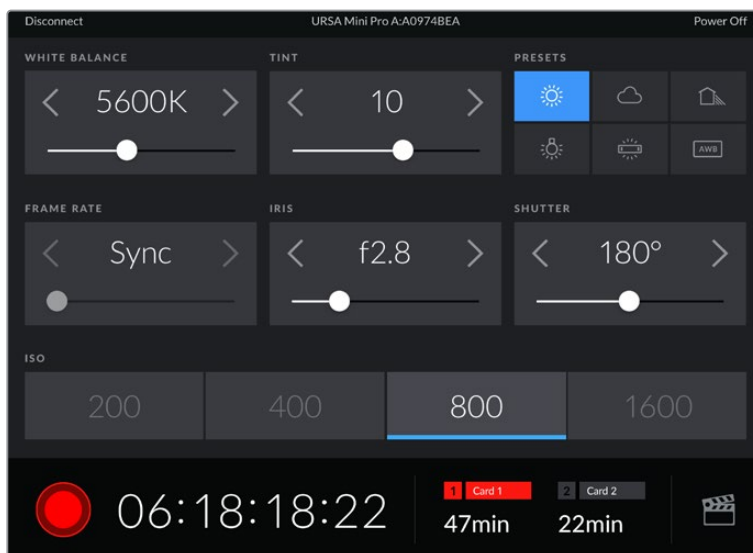 Disconnect URSA Mini Pro A:A0974BEA Power Off
WHITE BALANCE TINT PRESETS
5600K 10
AWB
FRAME RATE IRIS SHUTTER
Sync f2.8 180°
ISO
200 400 800 1600
06:18:18:22
1 Card 1 2 Card 2
47min 22min